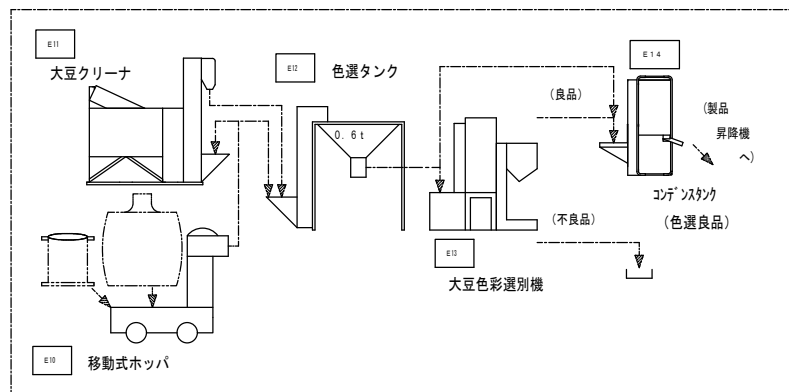 E11
大豆クリーナ
E12
色選タンク
0.6t
(良品)
E14
(製品
昇降機
へ)
コンデンスタンク
(色選良品)
(不良品)
E13
大豆色彩選別機
E10
移動式ホッパ